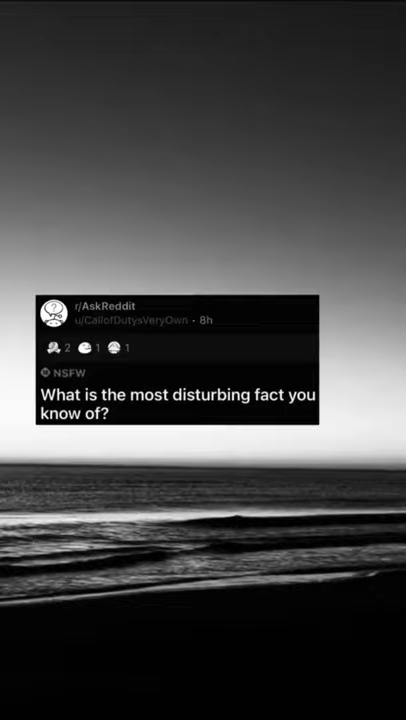 r/AskReddit
u/CallofDutysVeryOwn • 8h
2 1 1
NSFW
What is the most disturbing fact you
know of?